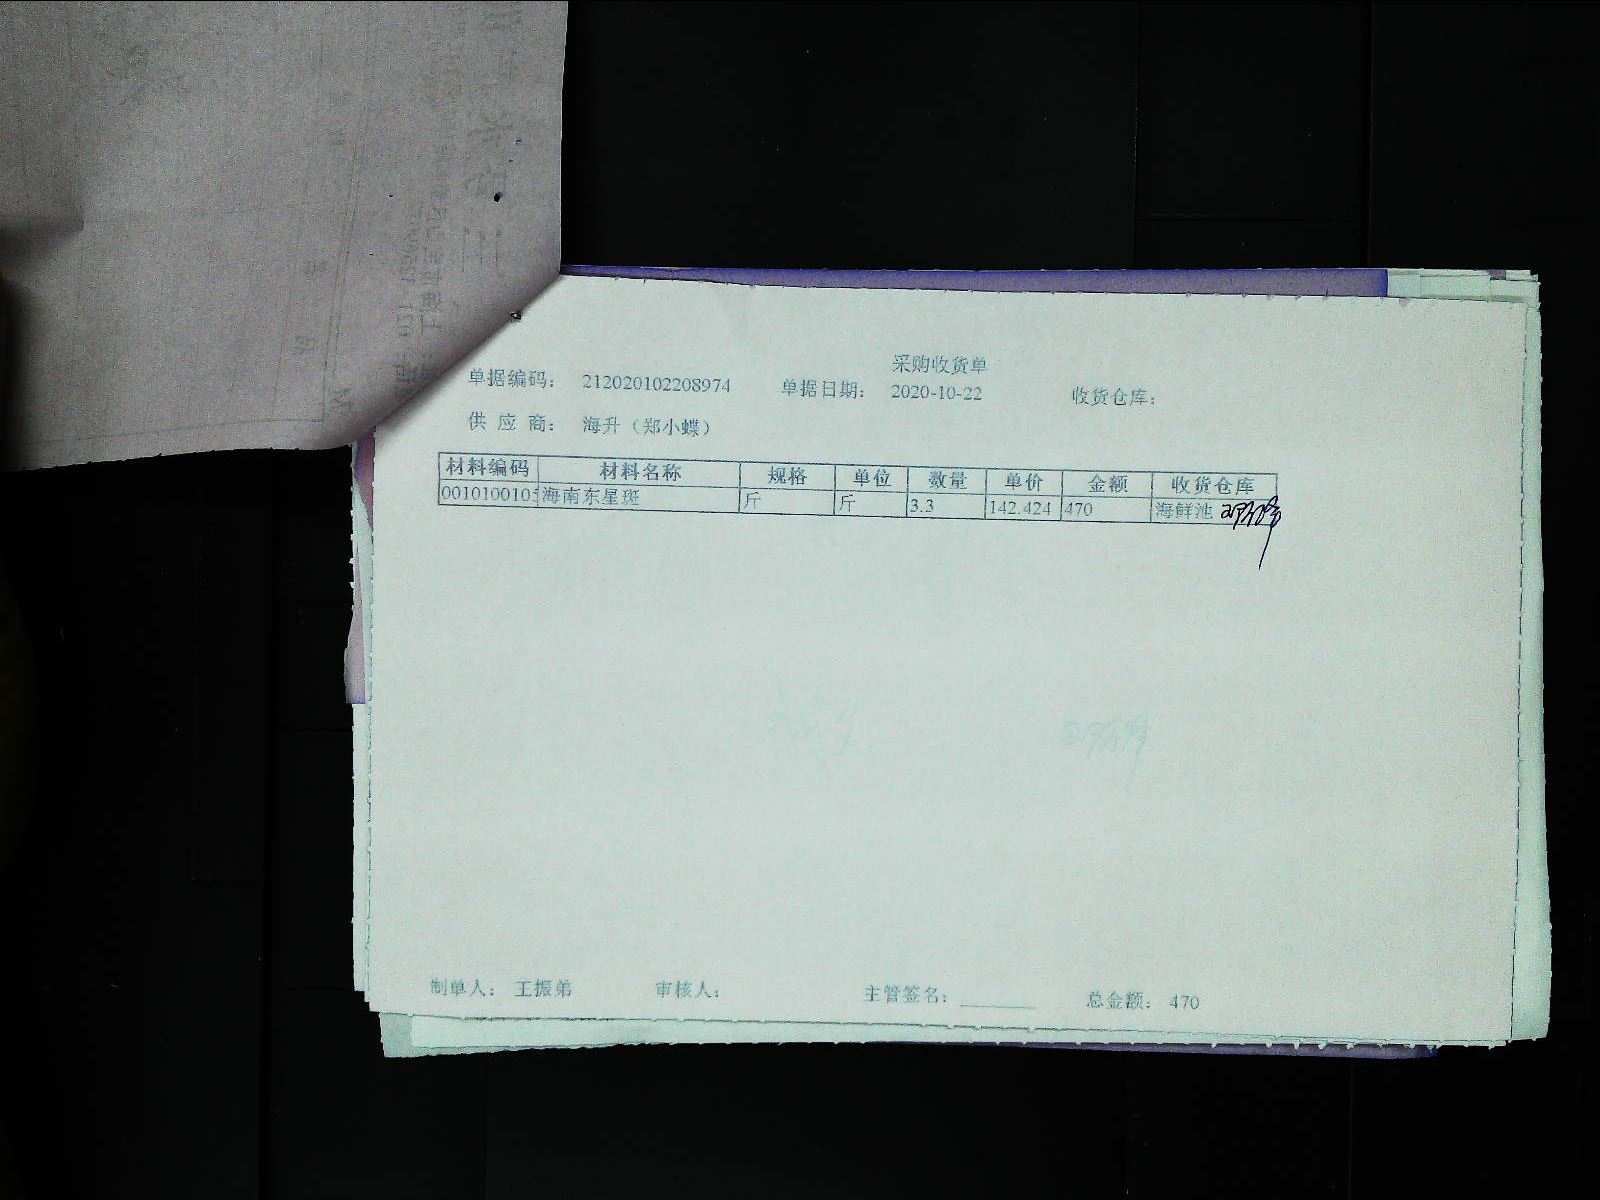 采购收货单
单据编码： 212020102208974 单据日期： 2020-10-22 收货仓库：
供 应 商： 海升（郑小蝶）
材料编码 材料名称 规格 单位 数量 单价 金额 收货仓库
0010100105 海南东星斑 斤 斤 3.3 142.424 470 海鲜池
制单人： 王振弟 审核人： 主管签名： 总金额： 470